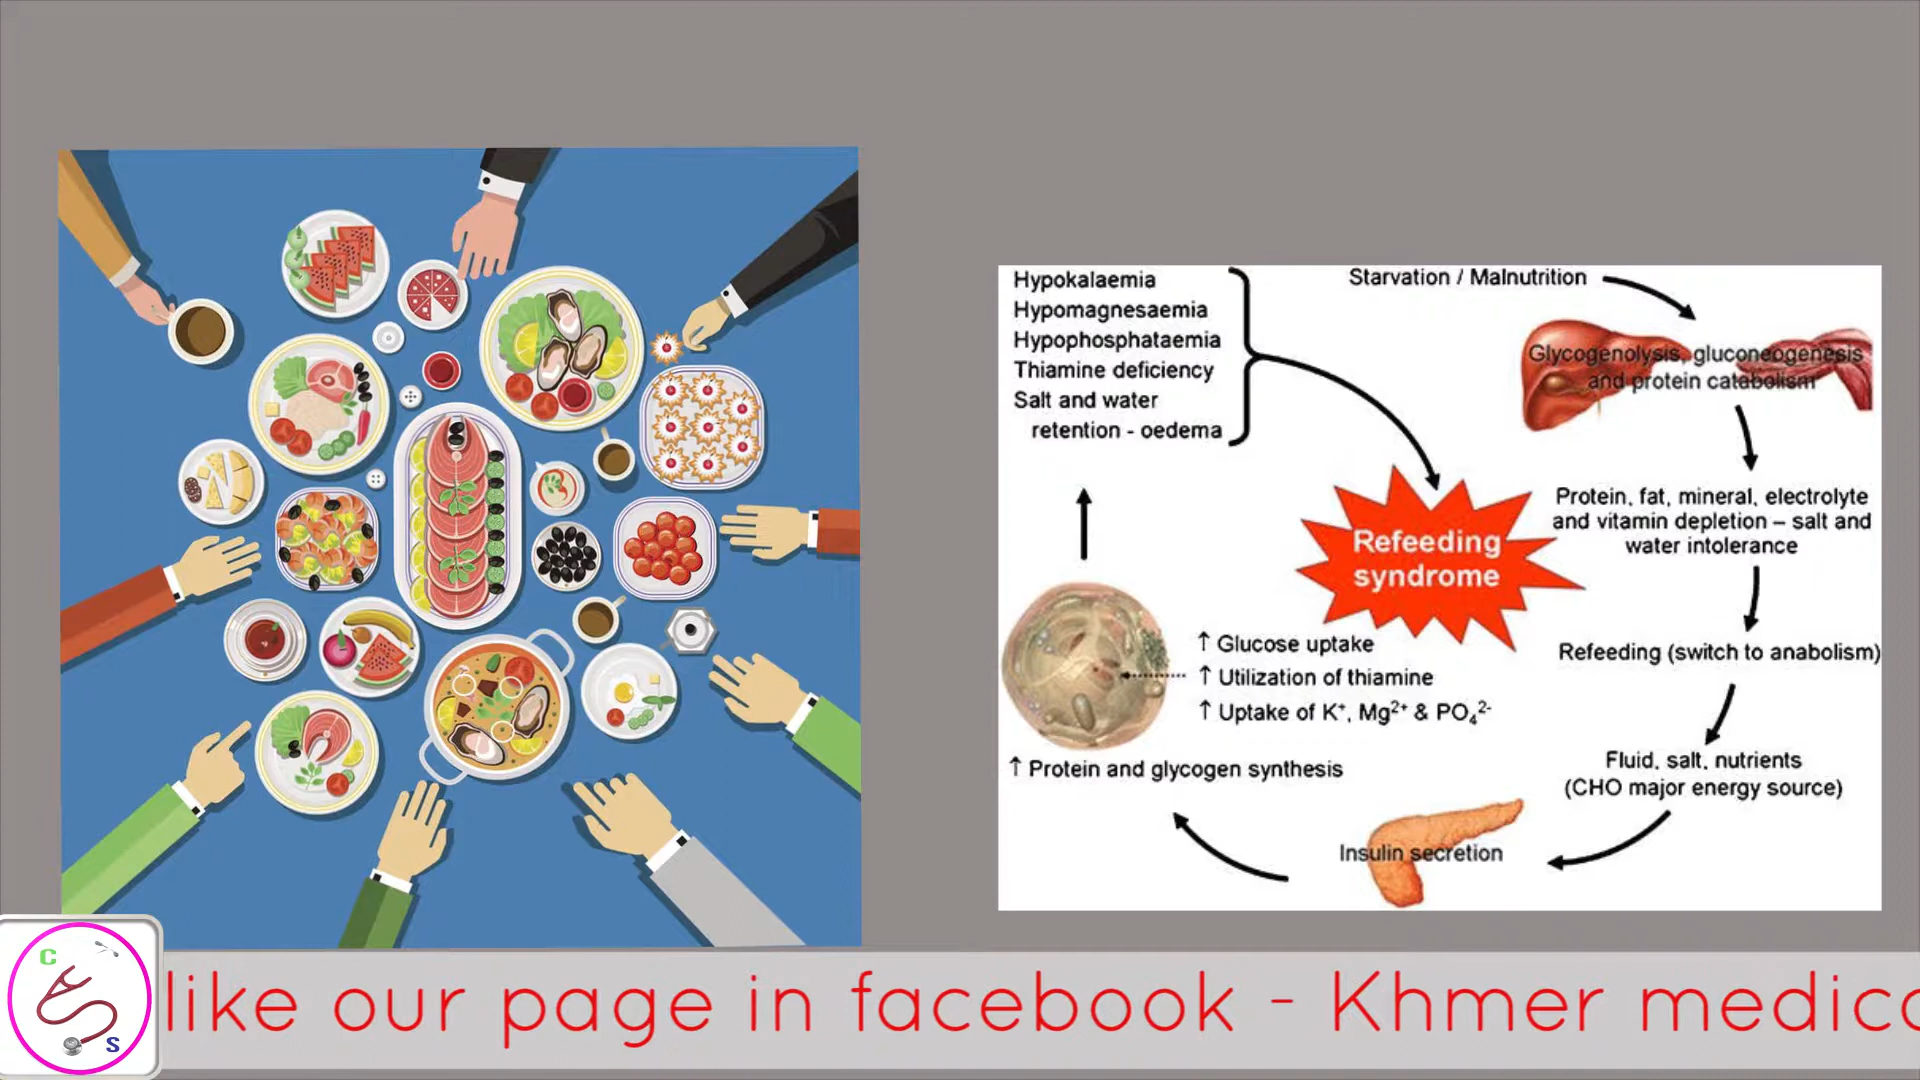 Hypokalaemia
Hypomagnesaemia
Hypophosphataemia
Thiamine deficiency
Salt and water
retention - oedema
Starvation / Malnutrition
Glycogenolysis, gluconeogenesis
and protein catabolism
Protein, fat, mineral, electrolyte
and vitamin depletion – salt and
water intolerance
Refeeding
syndrome
Refeeding (switch to anabolism)
↑ Glucose uptake
↑ Utilization of thiamine
↑ Uptake of K⁺, Mg²⁺ & PO₄²⁻
↑ Protein and glycogen synthesis
Fluid, salt, nutrients
(CHO major energy source)
Insulin secretion
C
S
like our page in facebook - Khmer medic